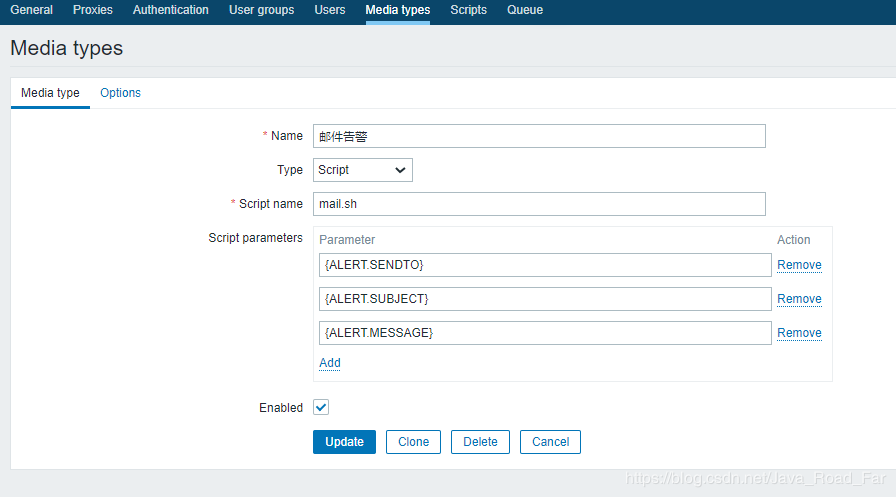 General Proxies Authentication User groups Users Media types Scripts Queue
Media types
Media type Options
* Name 邮件告警
Type Script
* Script name mail.sh
Script parameters Parameter Action
{ALERT.SENDTO} Remove
{ALERT.SUBJECT} Remove
{ALERT.MESSAGE} Remove
Add
Enabled
Update Clone Delete Cancel
https://blog.csdn.net/Java_Road_Far